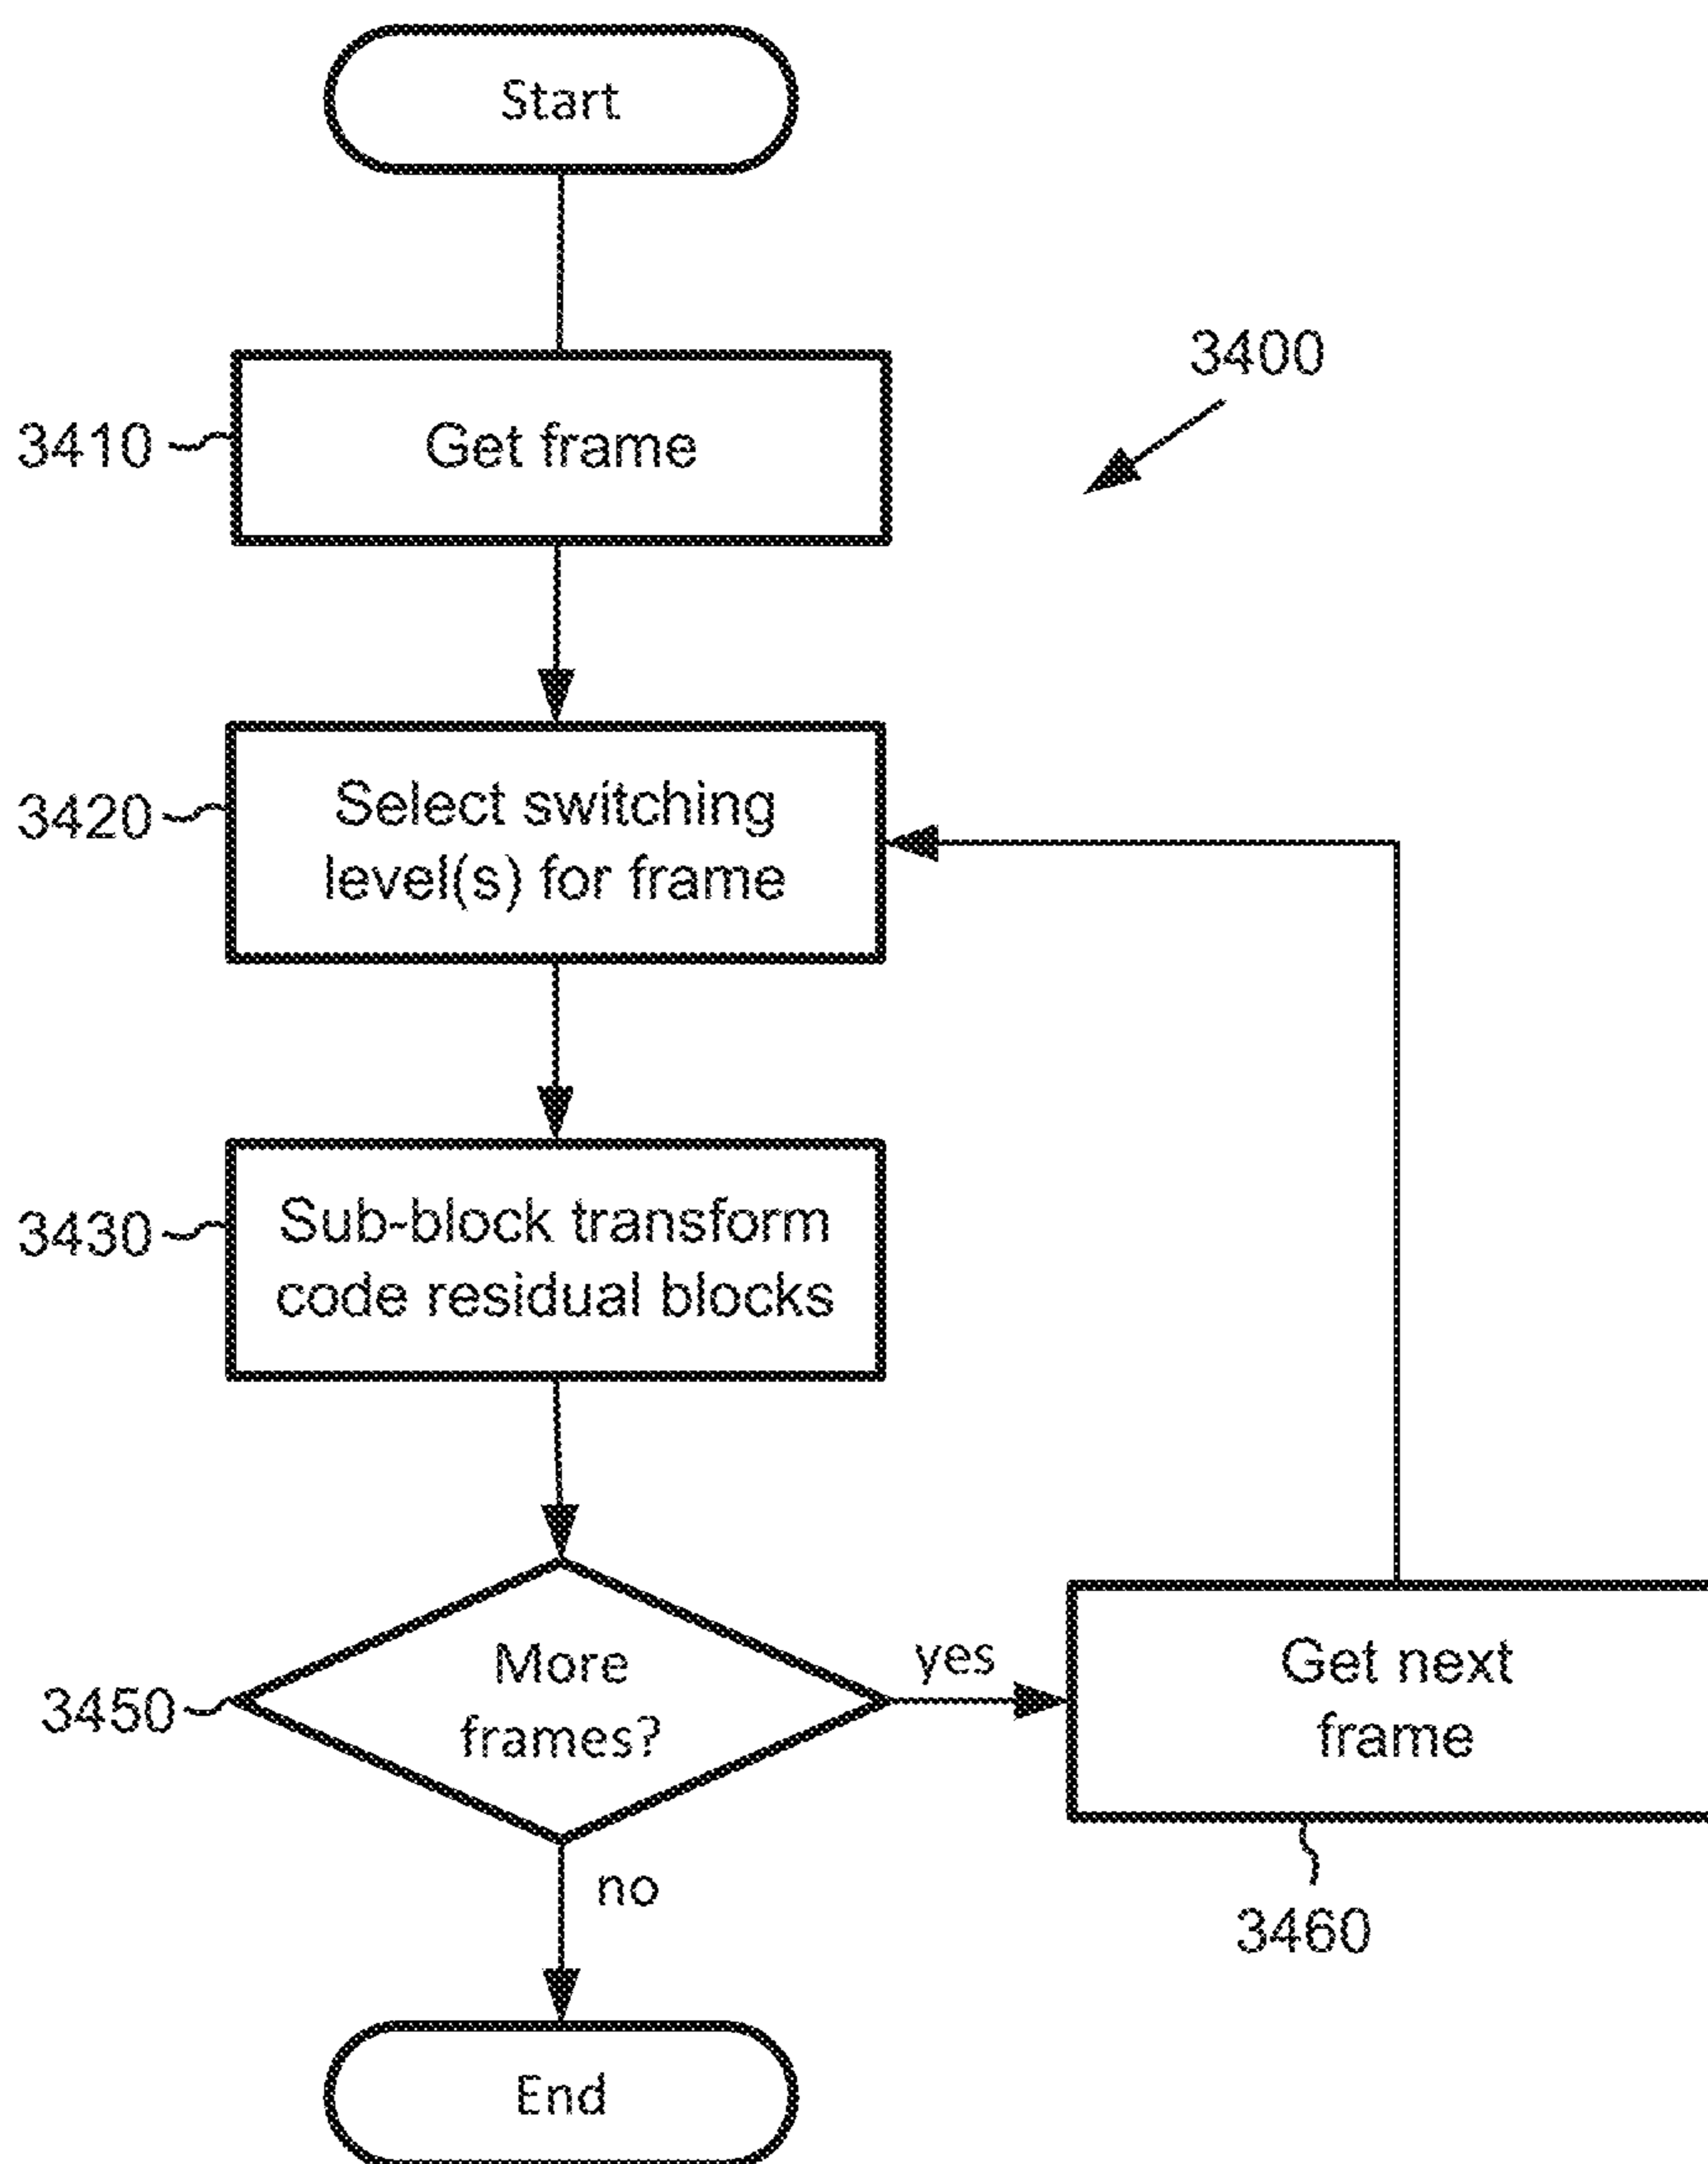 Start
3400
3410
Get frame
3420
Select switching
level(s) for frame
3430
Sub-block transform
code residual blocks
3450
More
frames?
yes
Get next
frame
no
3460
End